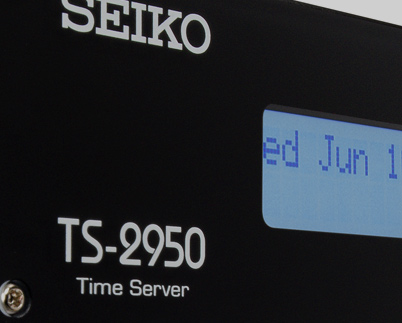 SEIKO
ed Jun 1
TS-2950
Time Server